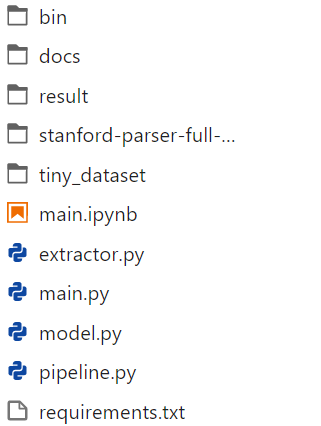 bin
docs
result
stanford-parser-full-...
tiny_dataset
main.ipynb
extractor.py
main.py
model.py
pipeline.py
requirements.txt